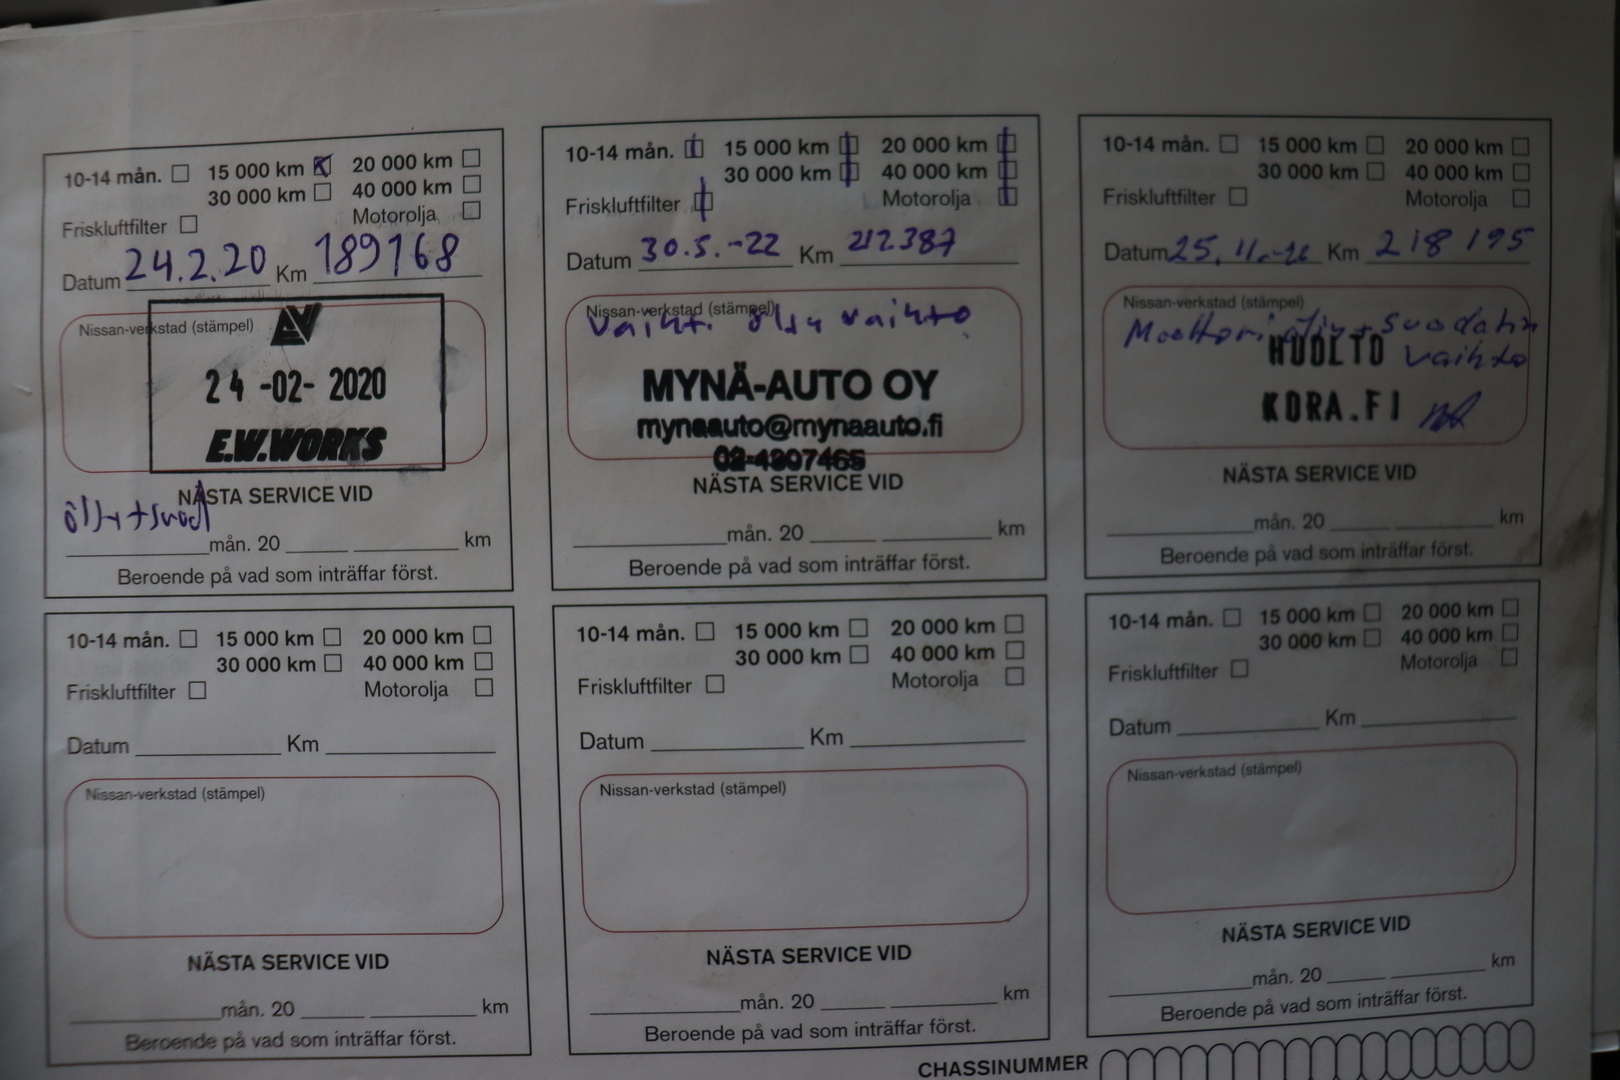 10-14 mån. 15 000 km 20 000 km
30 000 km 40 000 km
Friskluftfilter Motorolja
Datum 24.2.20 Km 189168
Nissan-verkstad (stämpel)
24 -02- 2020
E.W.WORKS
NÄSTA SERVICE VID
öljy+suod
mån. 20 km
Beroende på vad som inträffar först.
10-14 mån. 15 000 km 20 000 km
30 000 km 40 000 km
Friskluftfilter Motorolja
Datum 30.5.-22 Km 212387
Nissan-verkstad (stämpel)
Vaiht. öljy vaihto
MYNÄ-AUTO OY
mynaauto@mynaauto.fi
02-4307465
NÄSTA SERVICE VID
mån. 20 km
Beroende på vad som inträffar först.
10-14 mån. 15 000 km 20 000 km
30 000 km 40 000 km
Friskluftfilter Motorolja
Datum 25.11.-22 Km 218195
Nissan-verkstad (stämpel)
Moottoriöljy + suodatin
HUOLTO vaihto
KORA.FI
NÄSTA SERVICE VID
mån. 20 km
Beroende på vad som inträffar först.
10-14 mån. 15 000 km 20 000 km
30 000 km 40 000 km
Friskluftfilter Motorolja
Datum Km
Nissan-verkstad (stämpel)
NÄSTA SERVICE VID
mån. 20 km
Beroende på vad som inträffar först.
10-14 mån. 15 000 km 20 000 km
30 000 km 40 000 km
Friskluftfilter Motorolja
Datum Km
Nissan-verkstad (stämpel)
NÄSTA SERVICE VID
mån. 20 km
Beroende på vad som inträffar först.
10-14 mån. 15 000 km 20 000 km
30 000 km 40 000 km
Friskluftfilter Motorolja
Datum Km
Nissan-verkstad (stämpel)
NÄSTA SERVICE VID
mån. 20 km
Beroende på vad som inträffar först.
CHASSINUMMER